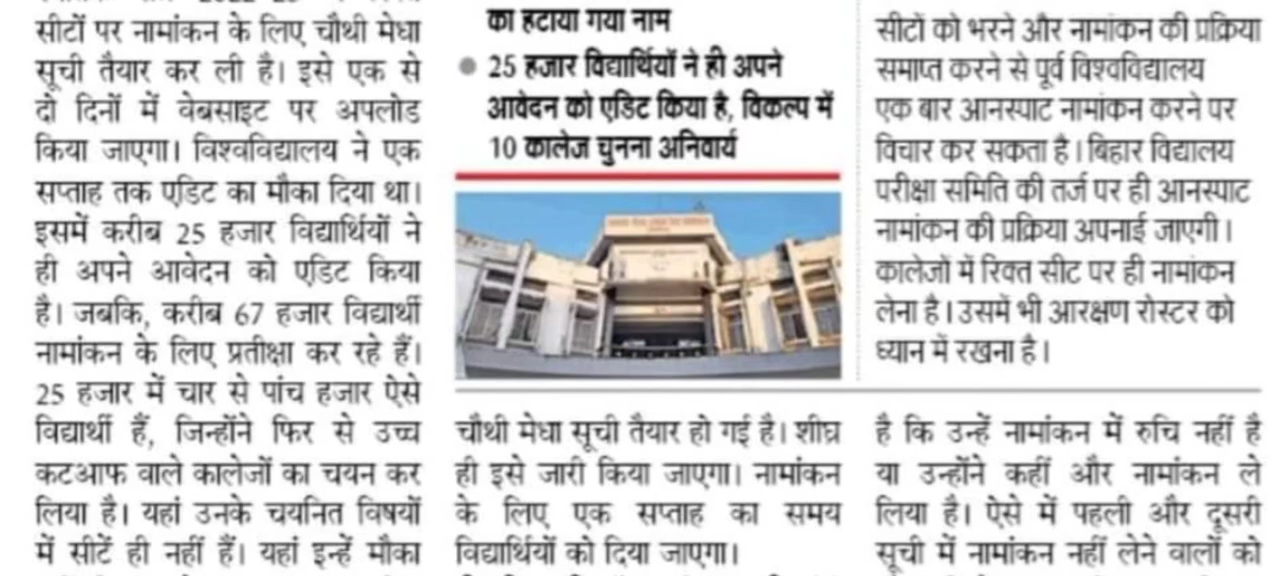 सीटों पर नामांकन के लिए चौथी मेधा
सूची तैयार कर ली है। इसे एक से
दो दिनों में वेबसाइट पर अपलोड
किया जाएगा। विश्वविद्यालय ने एक
सप्ताह तक एडिट का मौका दिया था।
इसमें करीब 25 हजार विद्यार्थियों ने
ही अपने आवेदन को एडिट किया
है। जबकि, करीब 67 हजार विद्यार्थी
नामांकन के लिए प्रतीक्षा कर रहे हैं।
25 हजार में चार से पांच हजार ऐसे
विद्यार्थी हैं, जिन्होंने फिर से उच्च
कटआफ वाले कालेजों का चयन कर
लिया है। यहां उनके चयनित विषयों
में सीटें ही नहीं हैं। यहां इन्हें मौका
का हटाया गया नाम
● 25 हजार विद्यार्थियों ने ही अपने
आवेदन को एडिट किया है, विकल्प में
10 कालेज चुनना अनिवार्य
चौथी मेधा सूची तैयार हो गई है। शीघ्र
ही इसे जारी किया जाएगा। नामांकन
के लिए एक सप्ताह का समय
विद्यार्थियों को दिया जाएगा।
सीटों को भरने और नामांकन की प्रक्रिया
समाप्त करने से पूर्व विश्वविद्यालय
एक बार आनस्पाट नामांकन करने पर
विचार कर सकता है। बिहार विद्यालय
परीक्षा समिति की तर्ज पर ही आनस्पाट
नामांकन की प्रक्रिया अपनाई जाएगी।
कालेजों में रिक्त सीट पर ही नामांकन
लेना है। उसमें भी आरक्षण रोस्टर को
ध्यान में रखना है।
है कि उन्हें नामांकन में रुचि नहीं है
या उन्होंने कहीं और नामांकन ले
लिया है। ऐसे में पहली और दूसरी
सूची में नामांकन नहीं लेने वालों को